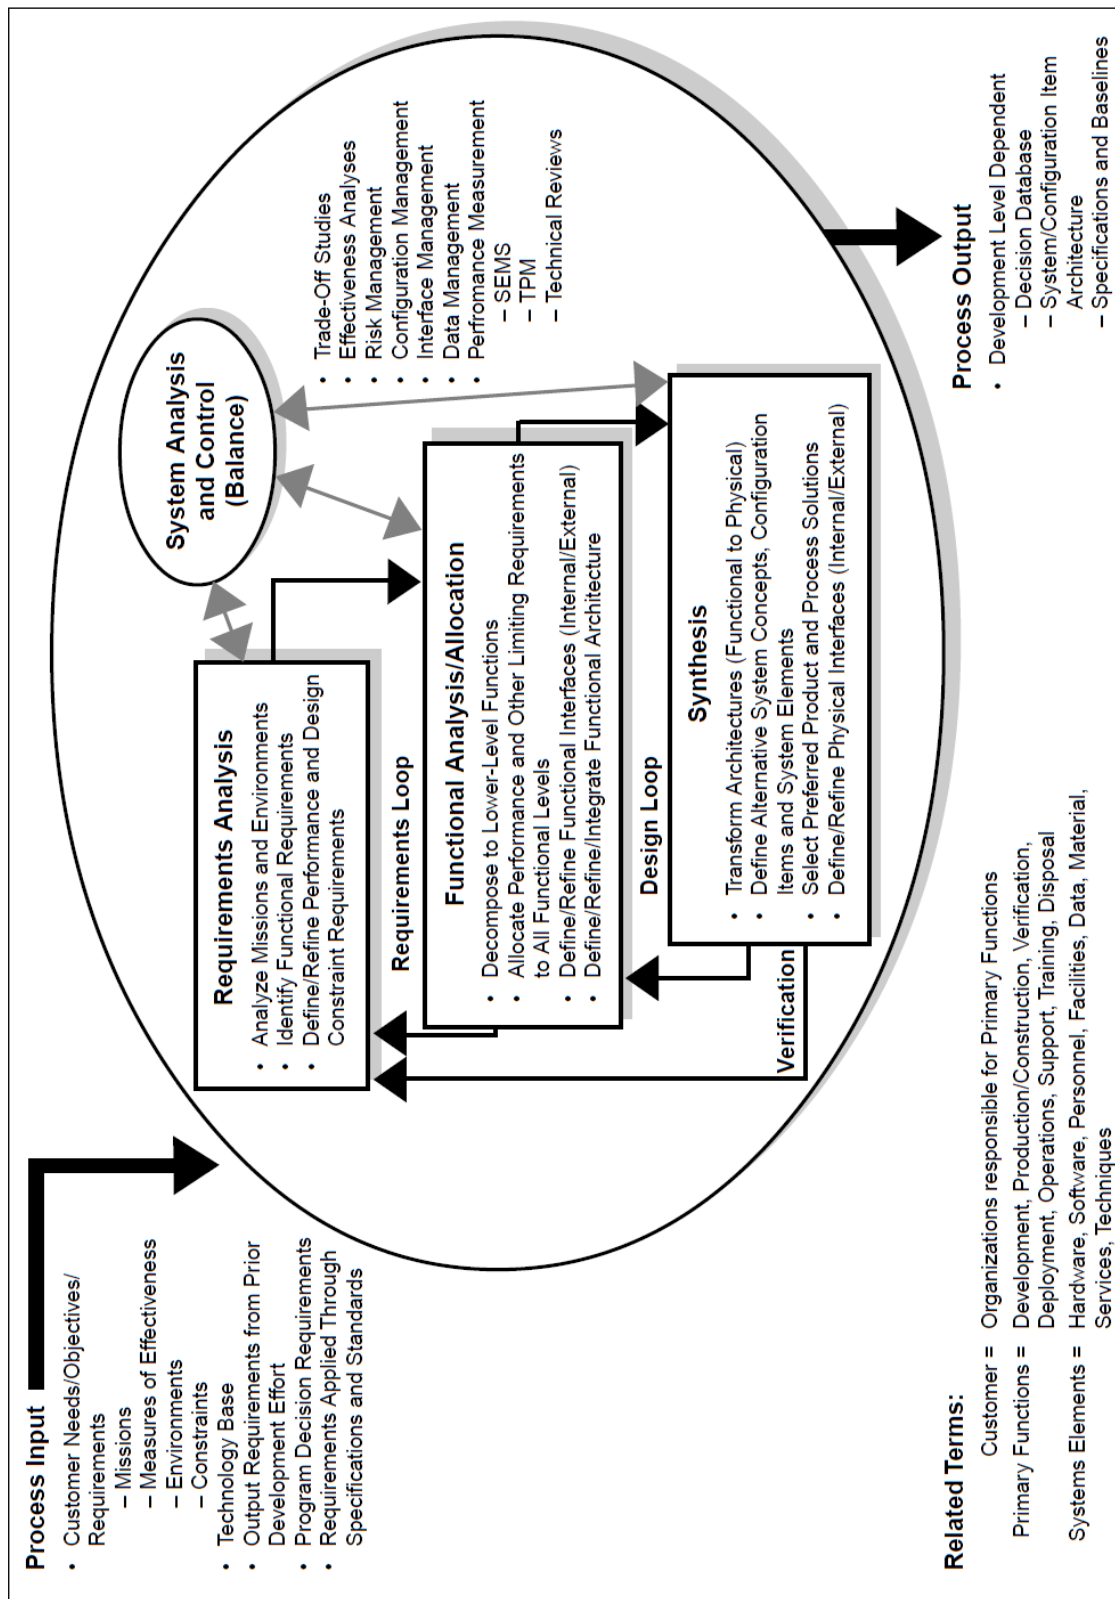 Process Input
• Customer Needs/Objectives/
Requirements
– Missions
– Measures of Effectiveness
– Environments
– Constraints
• Technology Base
• Output Requirements from Prior
Development Effort
• Program Decision Requirements
• Requirements Applied Through
Specifications and Standards
Requirements Analysis
• Analyze Missions and Environments
• Identify Functional Requirements
• Define/Refine Performance and Design
Constraint Requirements
System Analysis
and Control
(Balance)
• Trade-Off Studies
• Effectiveness Analyses
• Risk Management
• Configuration Management
• Interface Management
• Data Management
• Perfromance Measurement
– SEMS
– TPM
– Technical Reviews
Requirements Loop
Functional Analysis/Allocation
• Decompose to Lower-Level Functions
• Allocate Performance and Other Limiting Requirements
to All Functional Levels
• Define/Refine Functional Interfaces (Internal/External)
• Define/Refine/Integrate Functional Architecture
Design Loop
Synthesis
• Transform Architectures (Functional to Physical)
• Define Alternative System Concepts, Configuration
Items and System Elements
• Select Preferred Product and Process Solutions
• Define/Refine Physical Interfaces (Internal/External)
Verification
Process Output
• Development Level Dependent
– Decision Database
– System/Configuration Item
Architecture
– Specifications and Baselines
Related Terms:
Customer = Organizations responsible for Primary Functions
Primary Functions = Development, Production/Construction, Verification,
Deployment, Operations, Support, Training, Disposal
Systems Elements = Hardware, Software, Personnel, Facilities, Data, Material,
Services, Techniques